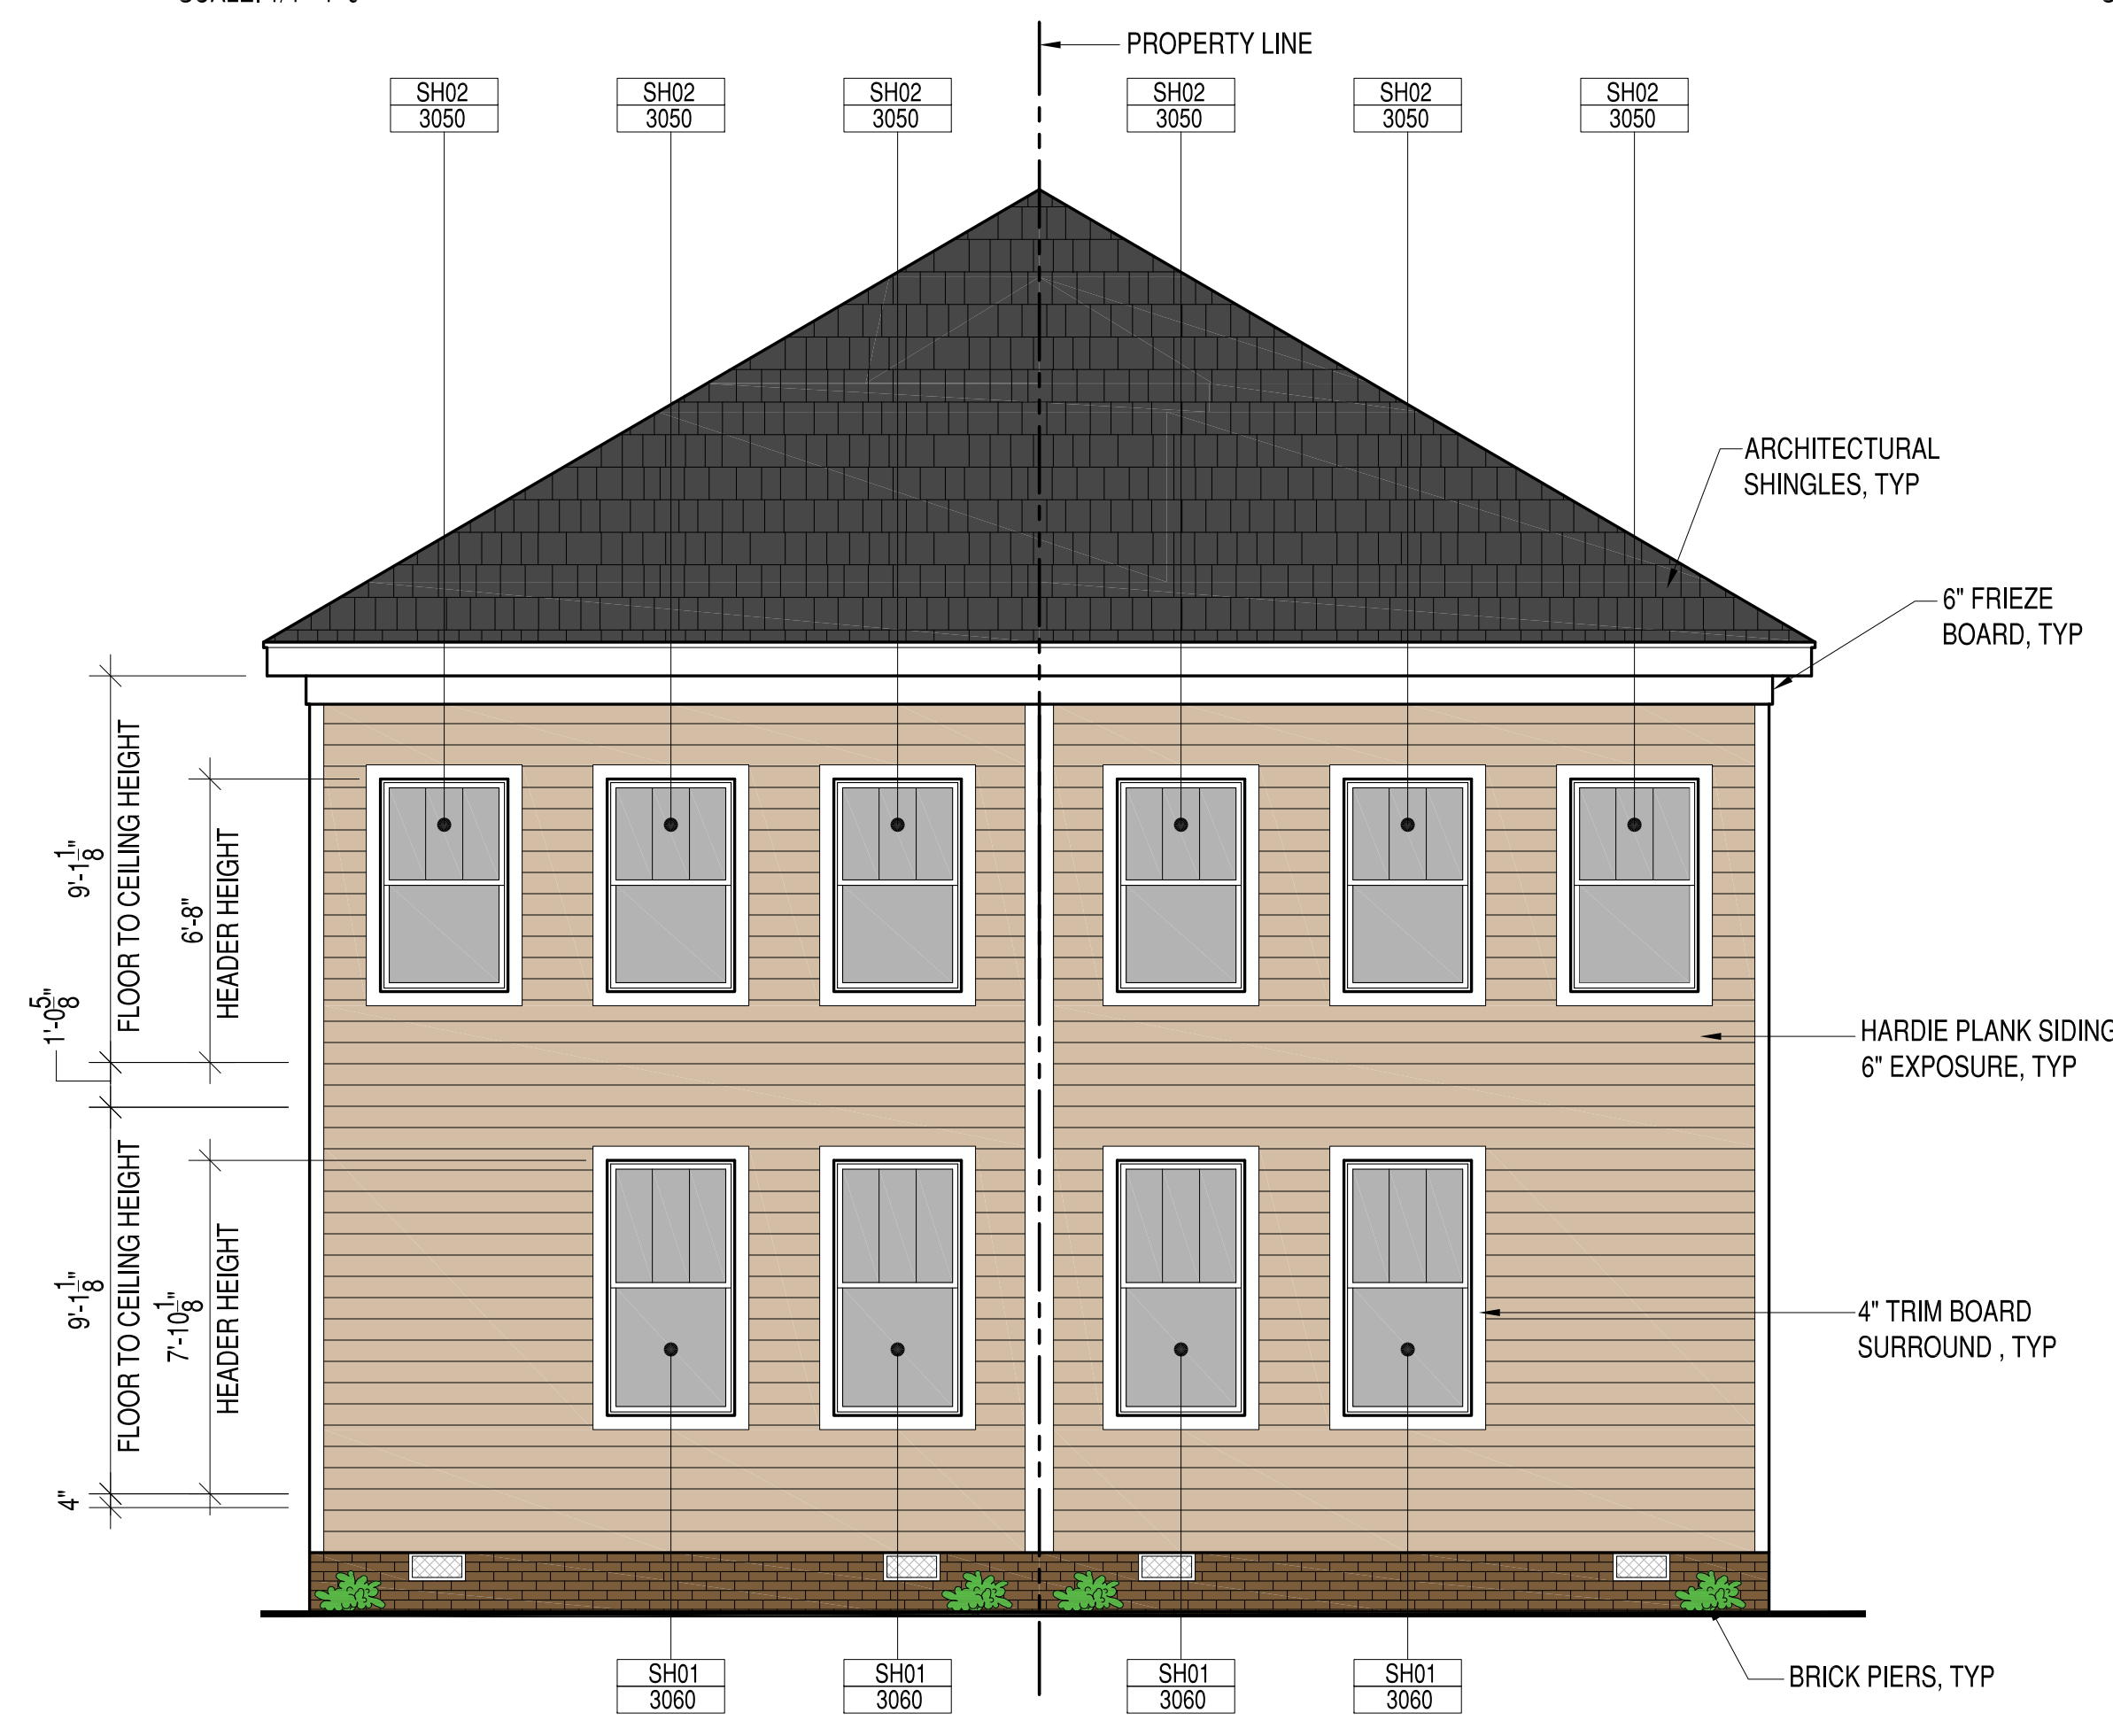 PROPERTY LINE
SH02
3050
SH02
3050
SH02
3050
SH02
3050
SH02
3050
SH02
3050
ARCHITECTURAL
SHINGLES, TYP
6" FRIEZE
BOARD, TYP
9'-1 1/8"
FLOOR TO CEILING HEIGHT
6'-8"
HEADER HEIGHT
1'-0 5/8"
HARDIE PLANK SIDING
6" EXPOSURE, TYP
9'-1 1/8"
FLOOR TO CEILING HEIGHT
7'-10 1/8"
HEADER HEIGHT
4" TRIM BOARD
SURROUND , TYP
4"
SH01
3060
SH01
3060
SH01
3060
SH01
3060
BRICK PIERS, TYP